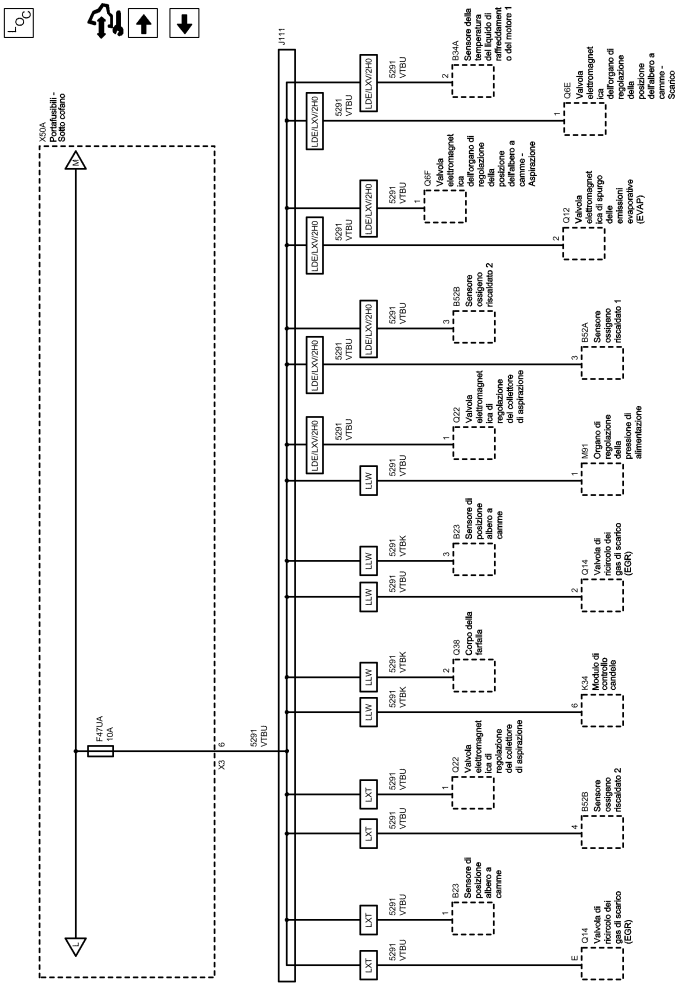 LOC
X50A
Portafusibili -
Sotto cofano
M
L
F47UA
10A
X3
6
5291
VTBU
J111
LDE/LXV/2H0
5291
VTBU
2
B34A
Sensore della
temperatura
del liquido di
raffreddament
o del motore 1
LDE/LXV/2H0
5291
VTBU
1
Q6E
Valvola
elettromagnet
ica
dell'organo di
regolazione
della
posizione
dell'albero a
camme -
Scarico
LDE/LXV/2H0
5291
VTBU
1
Q6F
Valvola
elettromagnet
ica
dell'organo di
regolazione
della
posizione
dell'albero a
camme -
Aspirazione
LDE/LXV/2H0
5291
VTBU
2
Q12
Valvola
elettromagnet
ica di spurgo
delle
emissioni
evaporative
(EVAP)
LDE/LXV/2H0
5291
VTBU
3
B52B
Sensore
ossigeno
riscaldato 2
LDE/LXV/2H0
5291
VTBU
3
B52A
Sensore
ossigeno
riscaldato 1
LDE/LXV/2H0
5291
VTBU
1
Q22
Valvola
elettromagnet
ica di
regolazione
del collettore
di aspirazione
LLW
5291
VTBU
1
M91
Organo di
regolazione
della
pressione di
alimentazione
LLW
5291
VTBK
3
B23
Sensore di
posizione
albero a
camme
LLW
5291
VTBU
2
Q14
Valvola di
ricircolo dei
gas di scarico
(EGR)
LLW
5291
VTBK
2
Q38
Corpo della
farfalla
LLW
5291
VTBK
6
K34
Modulo di
controllo
candele
LXT
5291
VTBU
1
Q22
Valvola
elettromagnet
ica di
regolazione
del collettore
di aspirazione
LXT
5291
VTBU
4
B52B
Sensore
ossigeno
riscaldato 2
LXT
5291
VTBU
1
B23
Sensore di
posizione
albero a
camme
LXT
5291
VTBU
E
Q14
Valvola di
ricircolo dei
gas di scarico
(EGR)